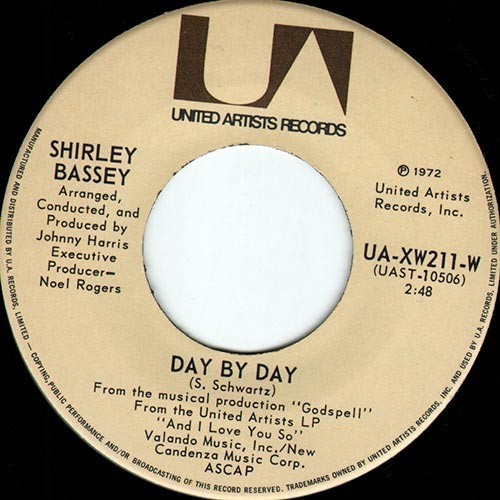 UA
UNITED ARTISTS RECORDS
SHIRLEY
BASSEY
Arranged,
Conducted, and
Produced by
Johnny Harris
Executive
Producer—
Noel Rogers
℗ 1972
United Artists
Records, Inc.
UA-XW211-W
(UAST-10506)
2:48
DAY BY DAY
(S. Schwartz)
From the musical production "Godspell"
From the United Artists LP
"And I Love You So"
Valando Music, Inc./New
Candenza Music Corp.
ASCAP
MANUFACTURED AND DISTRIBUTED BY U.A. RECORDS, LIMITED — COPYING, PUBLIC PERFORMANCE AND/OR BROADCASTING OF THIS RECORD RESERVED. TRADEMARKS OWNED BY UNITED ARTISTS RECORDS, INC. AND USED BY U.A. RECORDS, LIMITED UNDER AUTHORIZATION.